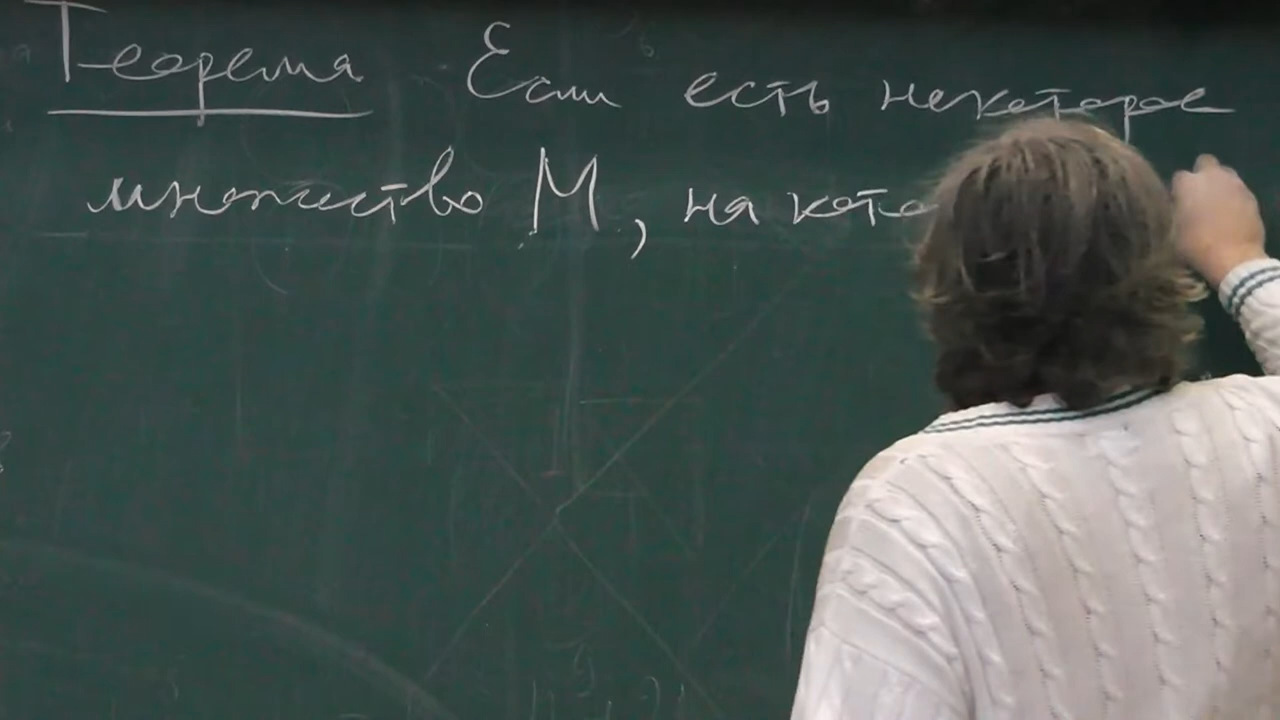 Теорема Если есть некоторое
множество M, на кото